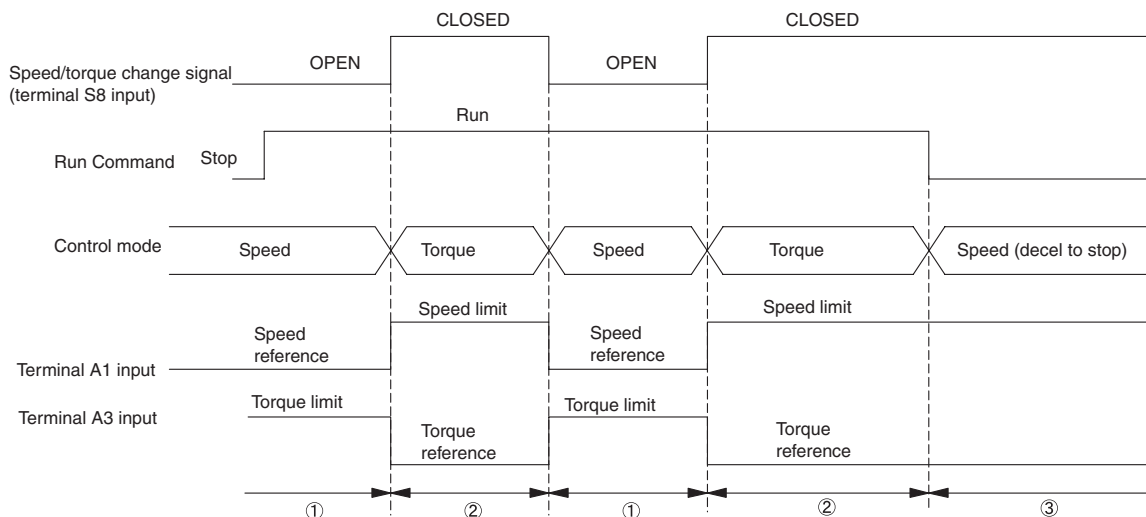 CLOSED CLOSED
OPEN OPEN
Speed/torque change signal
(terminal S8 input)
Run
Run Command Stop
Control mode Speed Torque Speed Torque Speed (decel to stop)
Speed limit Speed limit
Speed
reference
Speed
reference
Terminal A1 input
Torque limit Torque limit
Terminal A3 input
Torque
reference
Torque
reference
① ② ① ② ③